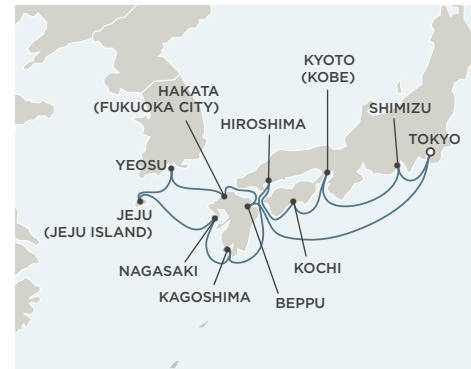 KYOTO
(KOBE)
HAKATA
(FUKUOKA CITY)
SHIMIZU
HIROSHIMA
TOKYO
YEOSU
JEJU
(JEJU ISLAND)
NAGASAKI
KOCHI
KAGOSHIMA
BEPPU